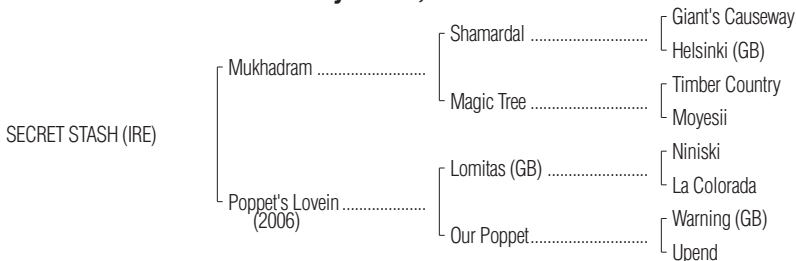 Giant's Causeway
Shamardal
Helsinki (GB)
Mukhadram
Timber Country
Magic Tree
Moyesii
SECRET STASH (IRE)
Niniski
Lomitas (GB)
La Colorada
Poppet's Lovein
(2006)
Warning (GB)
Our Poppet
Upend